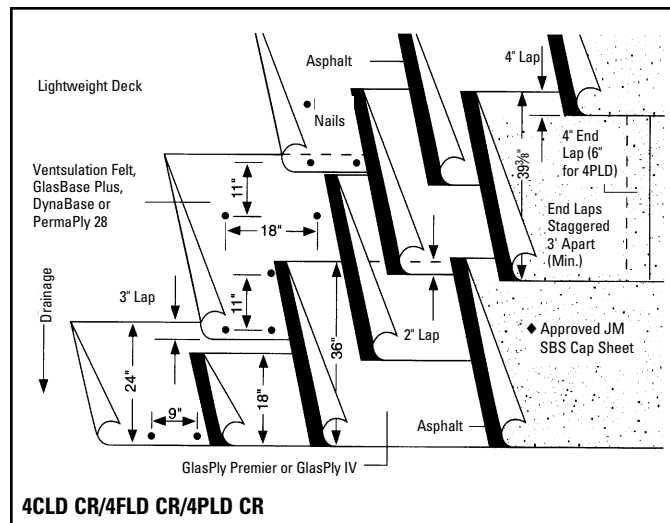 Lightweight Deck
Asphalt
4" Lap
Nails
39⅜"
4" End
Lap (6"
for 4PLD)
End Laps
Staggered
3' Apart
(Min.)
Ventsulation Felt,
GlasBase Plus,
DynaBase or
PermaPly 28
11"
18"
Drainage
3" Lap
11"
36"
2" Lap
♦ Approved JM
SBS Cap Sheet
24"
9"
18"
Asphalt
GlasPly Premier or GlasPly IV
4CLD CR/4FLD CR/4PLD CR